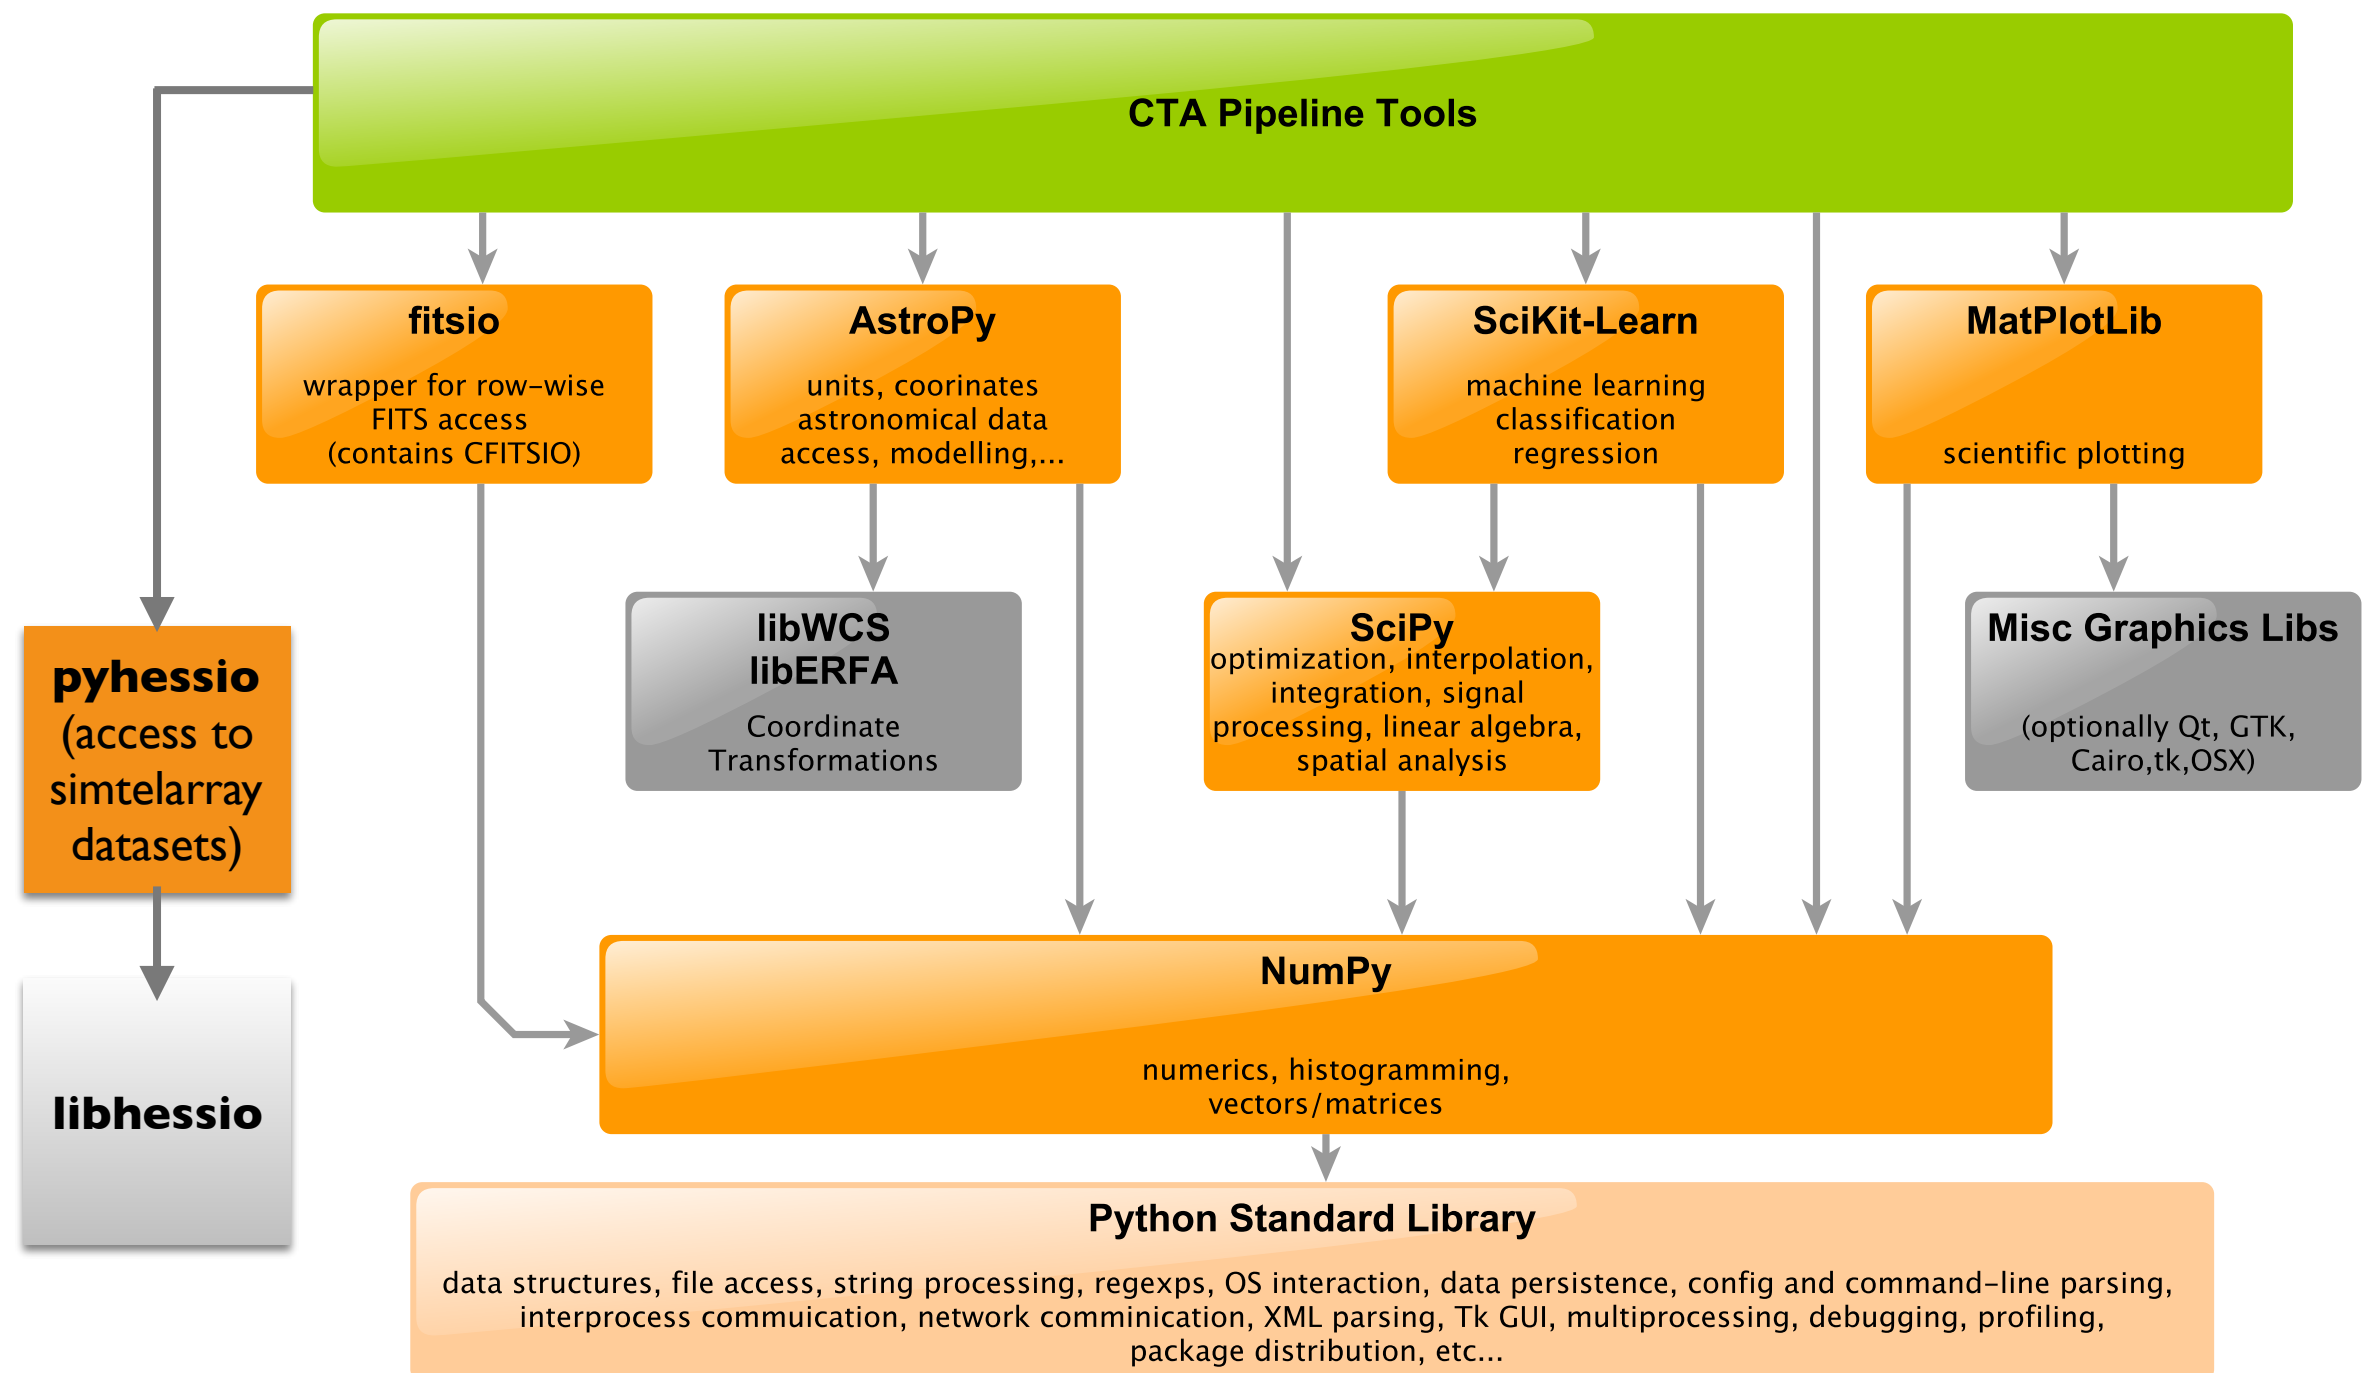 CTA Pipeline Tools
fitsio
wrapper for row-wise
FITS access
(contains CFITSIO)
AstroPy
units, coorinates
astronomical data
access, modelling,...
SciKit-Learn
machine learning
classification
regression
MatPlotLib
scientific plotting
pyhessio
(access to
simtelarray
datasets)
libWCS
libERFA
Coordinate
Transformations
SciPy
optimization, interpolation,
integration, signal
processing, linear algebra,
spatial analysis
Misc Graphics Libs
(optionally Qt, GTK,
Cairo,tk,OSX)
libhessio
NumPy
numerics, histogramming,
vectors/matrices
Python Standard Library
data structures, file access, string processing, regexps, OS interaction, data persistence, config and command-line parsing,
interprocess commuication, network comminication, XML parsing, Tk GUI, multiprocessing, debugging, profiling,
package distribution, etc...